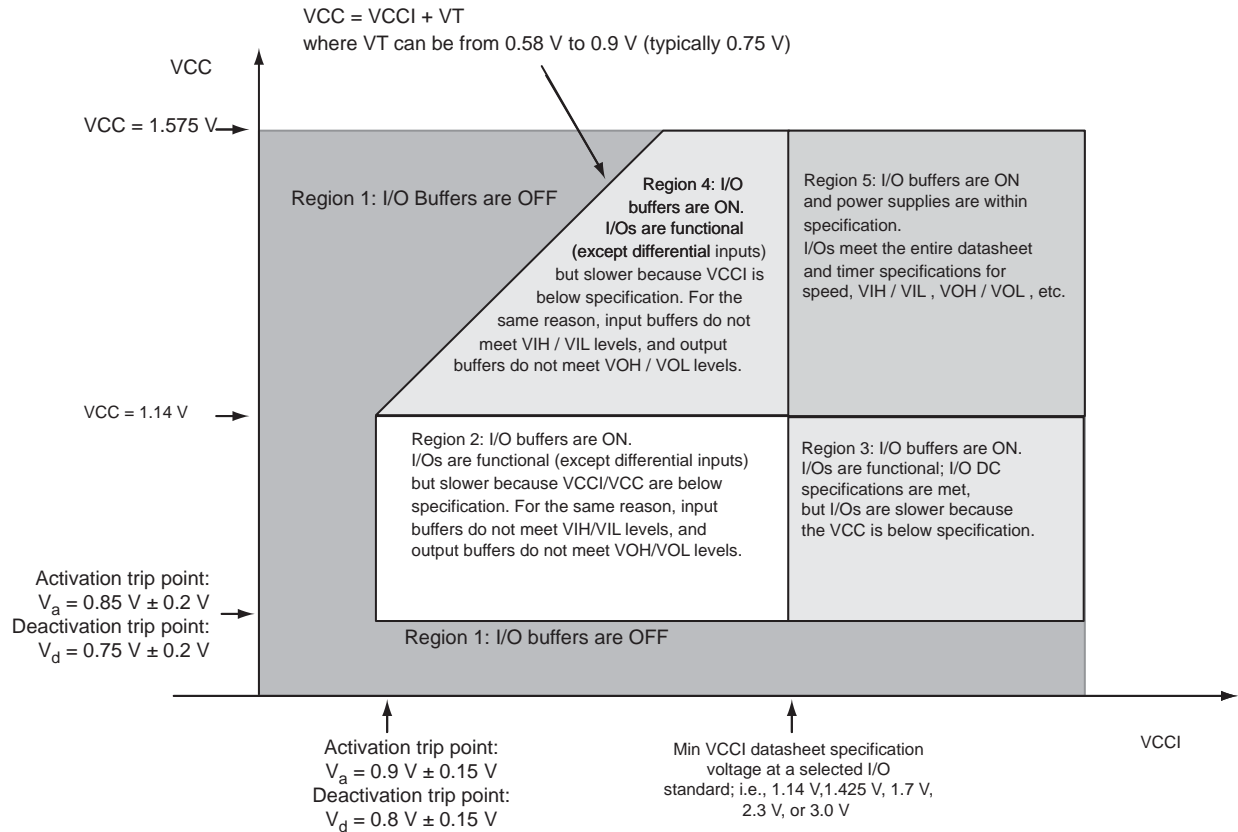 VCC = VCCI + VT
where VT can be from 0.58 V to 0.9 V (typically 0.75 V)
VCC
VCC = 1.575 V
Region 1: I/O Buffers are OFF
Region 4: I/O
buffers are ON.
I/Os are functional
(except differential inputs)
but slower because VCCI is
below specification. For the
same reason, input buffers do not
meet VIH / VIL levels, and output
buffers do not meet VOH / VOL levels.
Region 5: I/O buffers are ON
and power supplies are within
specification.
I/Os meet the entire datasheet
and timer specifications for
speed, VIH / VIL , VOH / VOL , etc.
VCC = 1.14 V
Region 2: I/O buffers are ON.
I/Os are functional (except differential inputs)
but slower because VCCI/VCC are below
specification. For the same reason, input
buffers do not meet VIH/VIL levels, and
output buffers do not meet VOH/VOL levels.
Region 3: I/O buffers are ON.
I/Os are functional; I/O DC
specifications are met,
but I/Os are slower because
the VCC is below specification.
Activation trip point:
Va = 0.85 V ± 0.2 V
Deactivation trip point:
Vd = 0.75 V ± 0.2 V
Region 1: I/O buffers are OFF
Activation trip point:
Va = 0.9 V ± 0.15 V
Deactivation trip point:
Vd = 0.8 V ± 0.15 V
Min VCCI datasheet specification
voltage at a selected I/O
standard; i.e., 1.14 V,1.425 V, 1.7 V,
2.3 V, or 3.0 V
VCCI